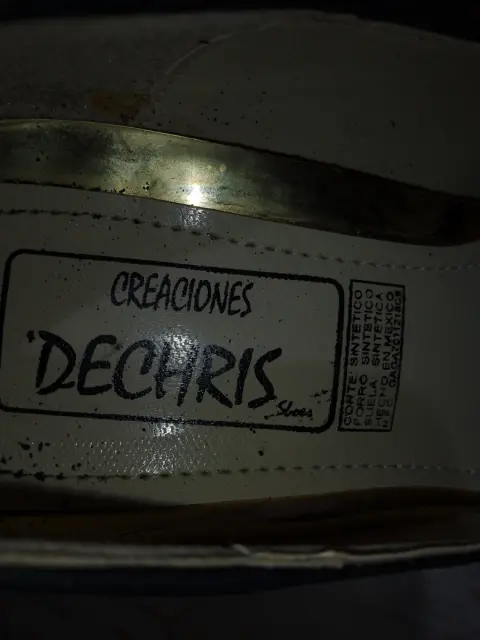 CREACIONES
DECHRIS
Shoes
CORTE: SINTETICO
FORRO SINTETICO
SUELA: SINTETICA
HECHO EN MEXICO